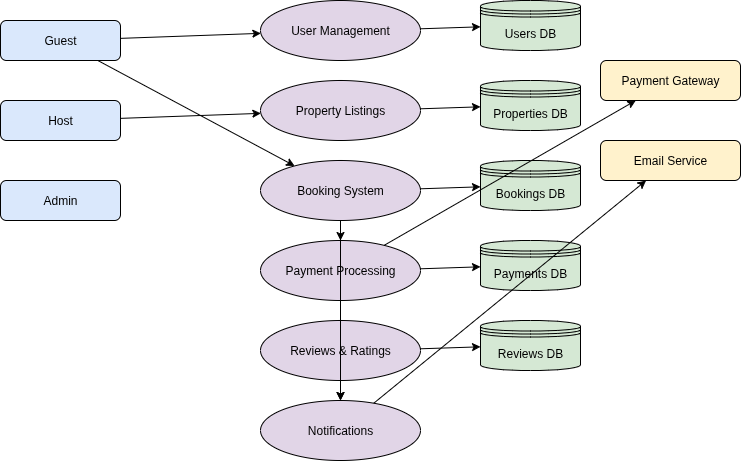 Guest
Host
Admin
User Management
Property Listings
Booking System
Payment Processing
Reviews & Ratings
Notifications
Users DB
Properties DB
Bookings DB
Payments DB
Reviews DB
Payment Gateway
Email Service